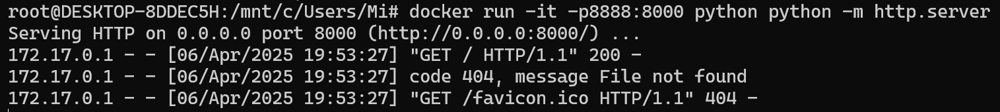 root@DESKTOP-8DDEC5H:/mnt/c/Users/Mi# docker run -it -p8888:8000 python python -m http.server
Serving HTTP on 0.0.0.0 port 8000 (http://0.0.0.0:8000/) ...
172.17.0.1 - - [06/Apr/2025 19:53:27] "GET / HTTP/1.1" 200 -
172.17.0.1 - - [06/Apr/2025 19:53:27] code 404, message File not found
172.17.0.1 - - [06/Apr/2025 19:53:27] "GET /favicon.ico HTTP/1.1" 404 -